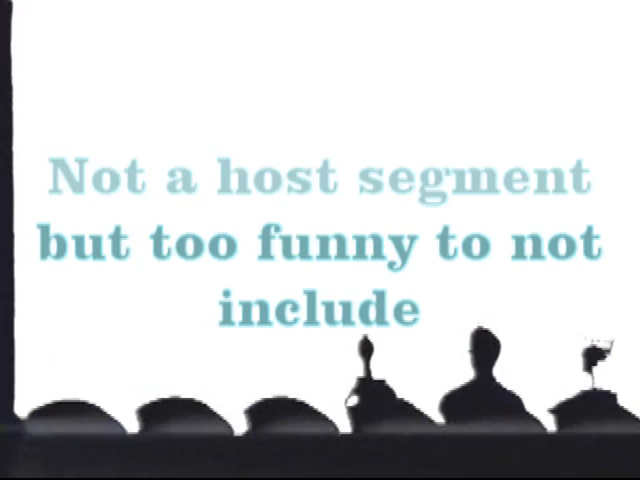 Not a host segment
but too funny to not
include